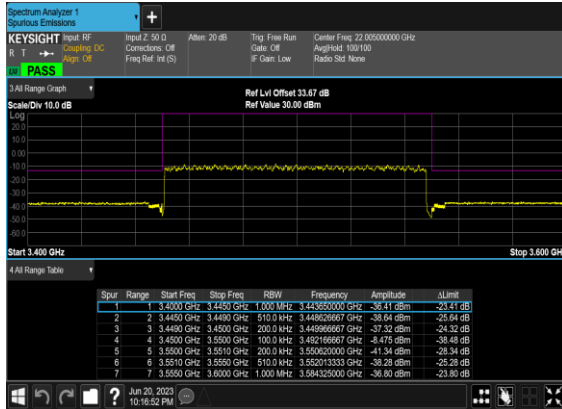 Spectrum Analyzer 1
Spurious Emissions
KEYSIGHT Input: RF Input Z: 50 Ω Atten: 20 dB Trig: Free Run Center Freq: 22.005000000 GHz
R T Coupling: DC Corrections: Off Gate: Off Avg|Hold: 100/100
Align: Off Freq Ref: Int (S) IF Gain: Low Radio Std: None
PASS
3 All Range Graph
Ref Lvl Offset 33.67 dB
Scale/Div 10.0 dB Ref Value 30.00 dBm
Log
20.0
10.0
0.00
-10.0
-20.0
-30.0
-40.0
-50.0
-60.0
Start 3.400 GHz Stop 3.600 GH
4 All Range Table
Spur Range Start Freq Stop Freq RBW Frequency Amplitude ΔLimit
1 1 3.4000 GHz 3.4450 GHz 1.000 MHz 3.443650000 GHz -36.41 dBm -23.41 dB
2 2 3.4450 GHz 3.4490 GHz 510.0 kHz 3.448626667 GHz -38.64 dBm -25.64 dB
3 3 3.4490 GHz 3.4500 GHz 200.0 kHz 3.449966667 GHz -37.32 dBm -24.32 dB
4 4 3.4500 GHz 3.5500 GHz 100.0 kHz 3.492166667 GHz -8.475 dBm -38.48 dB
5 5 3.5500 GHz 3.5510 GHz 200.0 kHz 3.550620000 GHz -41.34 dBm -28.34 dB
6 6 3.5510 GHz 3.5550 GHz 510.0 kHz 3.552013333 GHz -38.28 dBm -25.28 dB
7 7 3.5550 GHz 3.6000 GHz 1.000 MHz 3.584325000 GHz -36.80 dBm -23.80 dB
Jun 20, 2023
10:16:52 PM